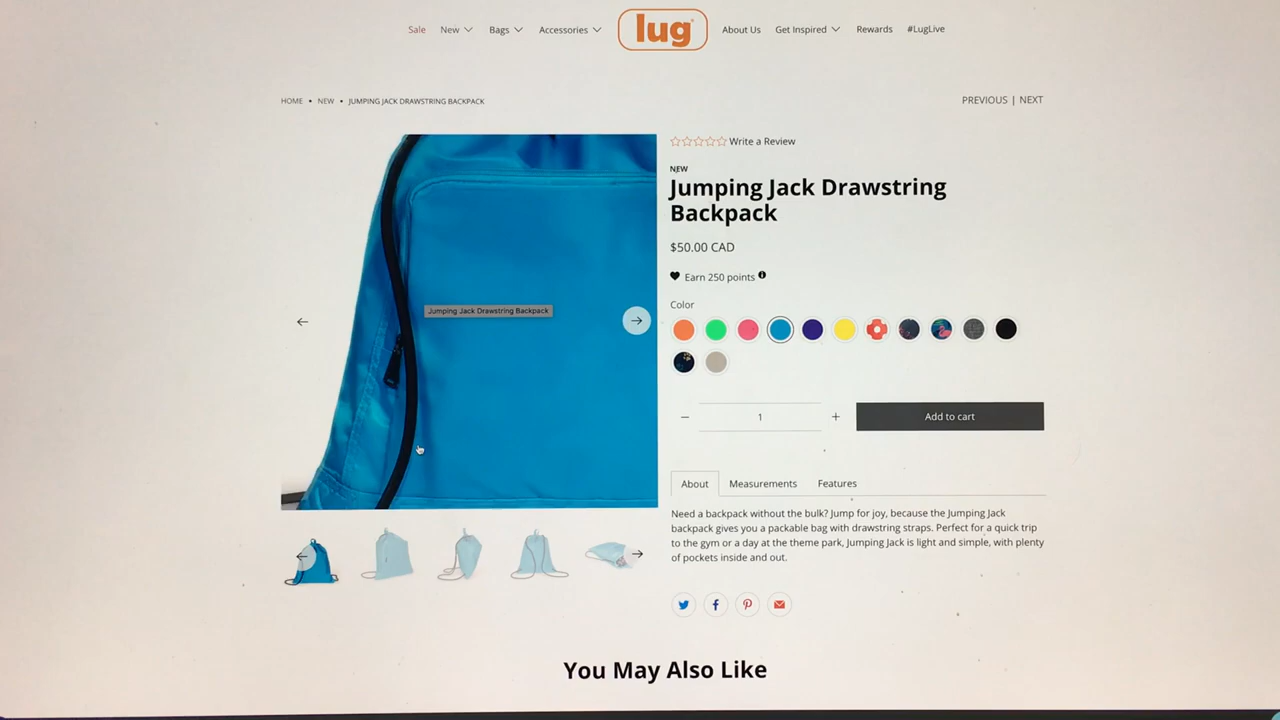 Sale New Bags Accessories lug About Us Get Inspired Rewards #LugLive
HOME • NEW • JUMPING JACK DRAWSTRING BACKPACK
PREVIOUS | NEXT
Write a Review
NEW
Jumping Jack Drawstring
Backpack
$50.00 CAD
Earn 250 points
Color
Jumping Jack Drawstring Backpack
1
Add to cart
About Measurements Features
Need a backpack without the bulk? Jump for joy, because the Jumping Jack
backpack gives you a packable bag with drawstring straps. Perfect for a quick trip
to the gym or a day at the theme park, Jumping Jack is light and simple, with plenty
of pockets inside and out.
You May Also Like